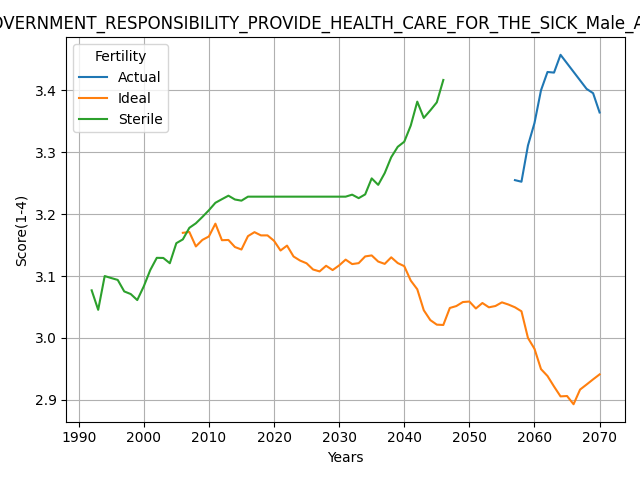 OVERNMENT_RESPONSIBILITY_PROVIDE_HEALTH_CARE_FOR_THE_SICK_Male_A
Fertility
Actual
Ideal
Sterile
Score(1-4)
3.4
3.3
3.2
3.1
3.0
2.9
1990 2000 2010 2020 2030 2040 2050 2060 2070
Years